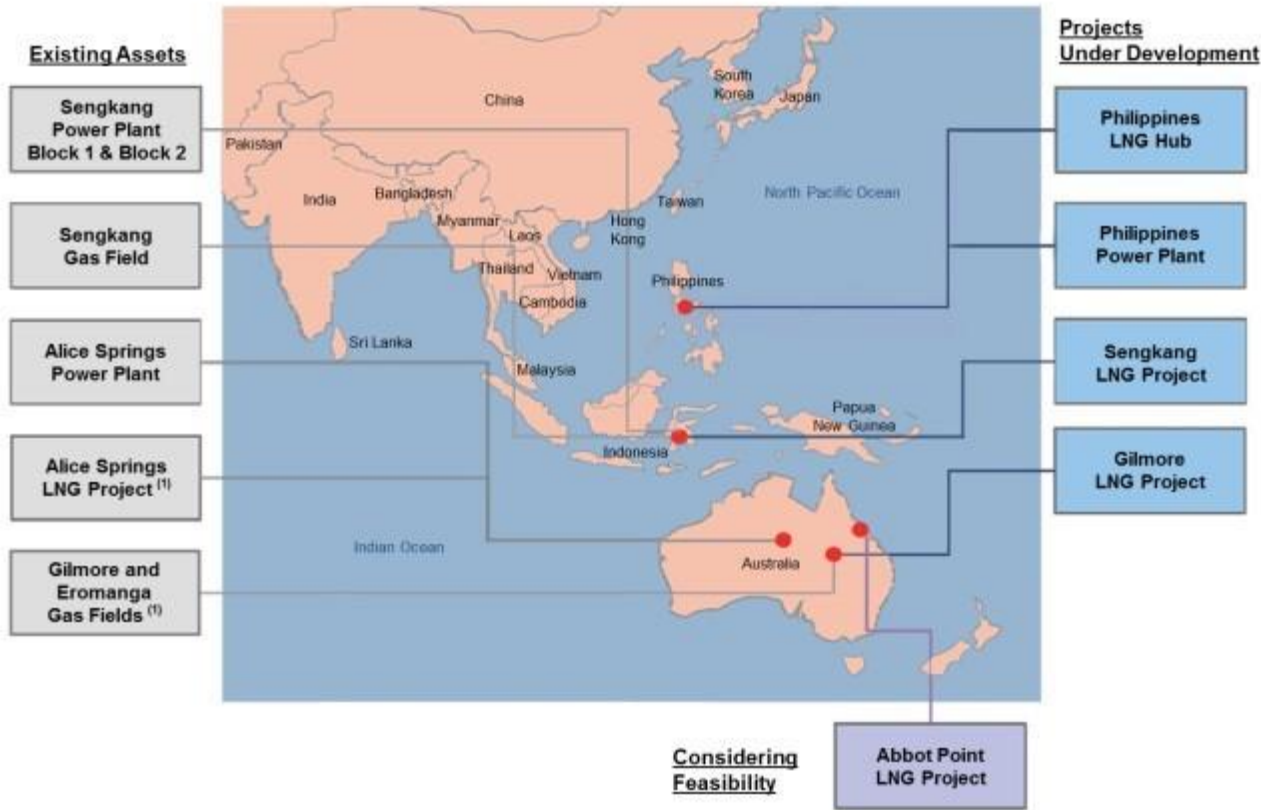 Existing Assets
Sengkang
Power Plant
Block 1 & Block 2
Sengkang
Gas Field
Alice Springs
Power Plant
Alice Springs
LNG Project (1)
Gilmore and
Eromanga
Gas Fields (1)
China
South
Korea
Japan
Pakistan
India
Bangladesh
Myanmar
Laos
Hong
Kong
Taiwan
North Pacific Ocean
Thailand
Vietnam
Cambodia
Philippines
Sri Lanka
Malaysia
Indonesia
Papua
New Guinea
Indian Ocean
Australia
Projects
Under Development
Philippines
LNG Hub
Philippines
Power Plant
Sengkang
LNG Project
Gilmore
LNG Project
Considering
Feasibility
Abbot Point
LNG Project